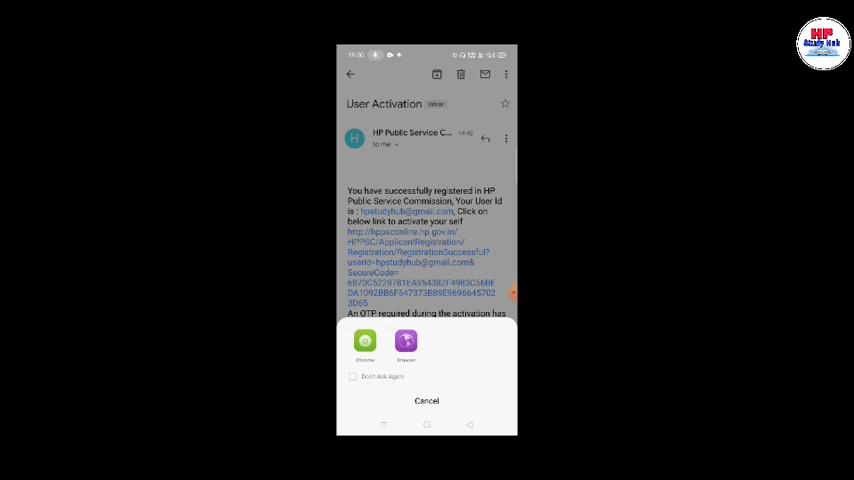 HP
Study Hub
19.00
User Activation Inbox
HP Public Service C... 14:42
to me
H
You have successfully registered in HP
Public Service Commission, Your User Id
is : hpstudyhub@gmail.com, Click on
below link to activate your self
http://hppsconline.hp.gov.in/
HPPSC/ApplicantRegistration/
Registration/RegistrationSuccessful?
userid=hpstudyhub@gmail.com&
SecureCode=
6B70C5228781EA954382F4983C56BE
DA1092BB6F647373B89E9696645702
3D65
An OTP required during the activation has
Chrome Browser
Don't Ask Again
Cancel